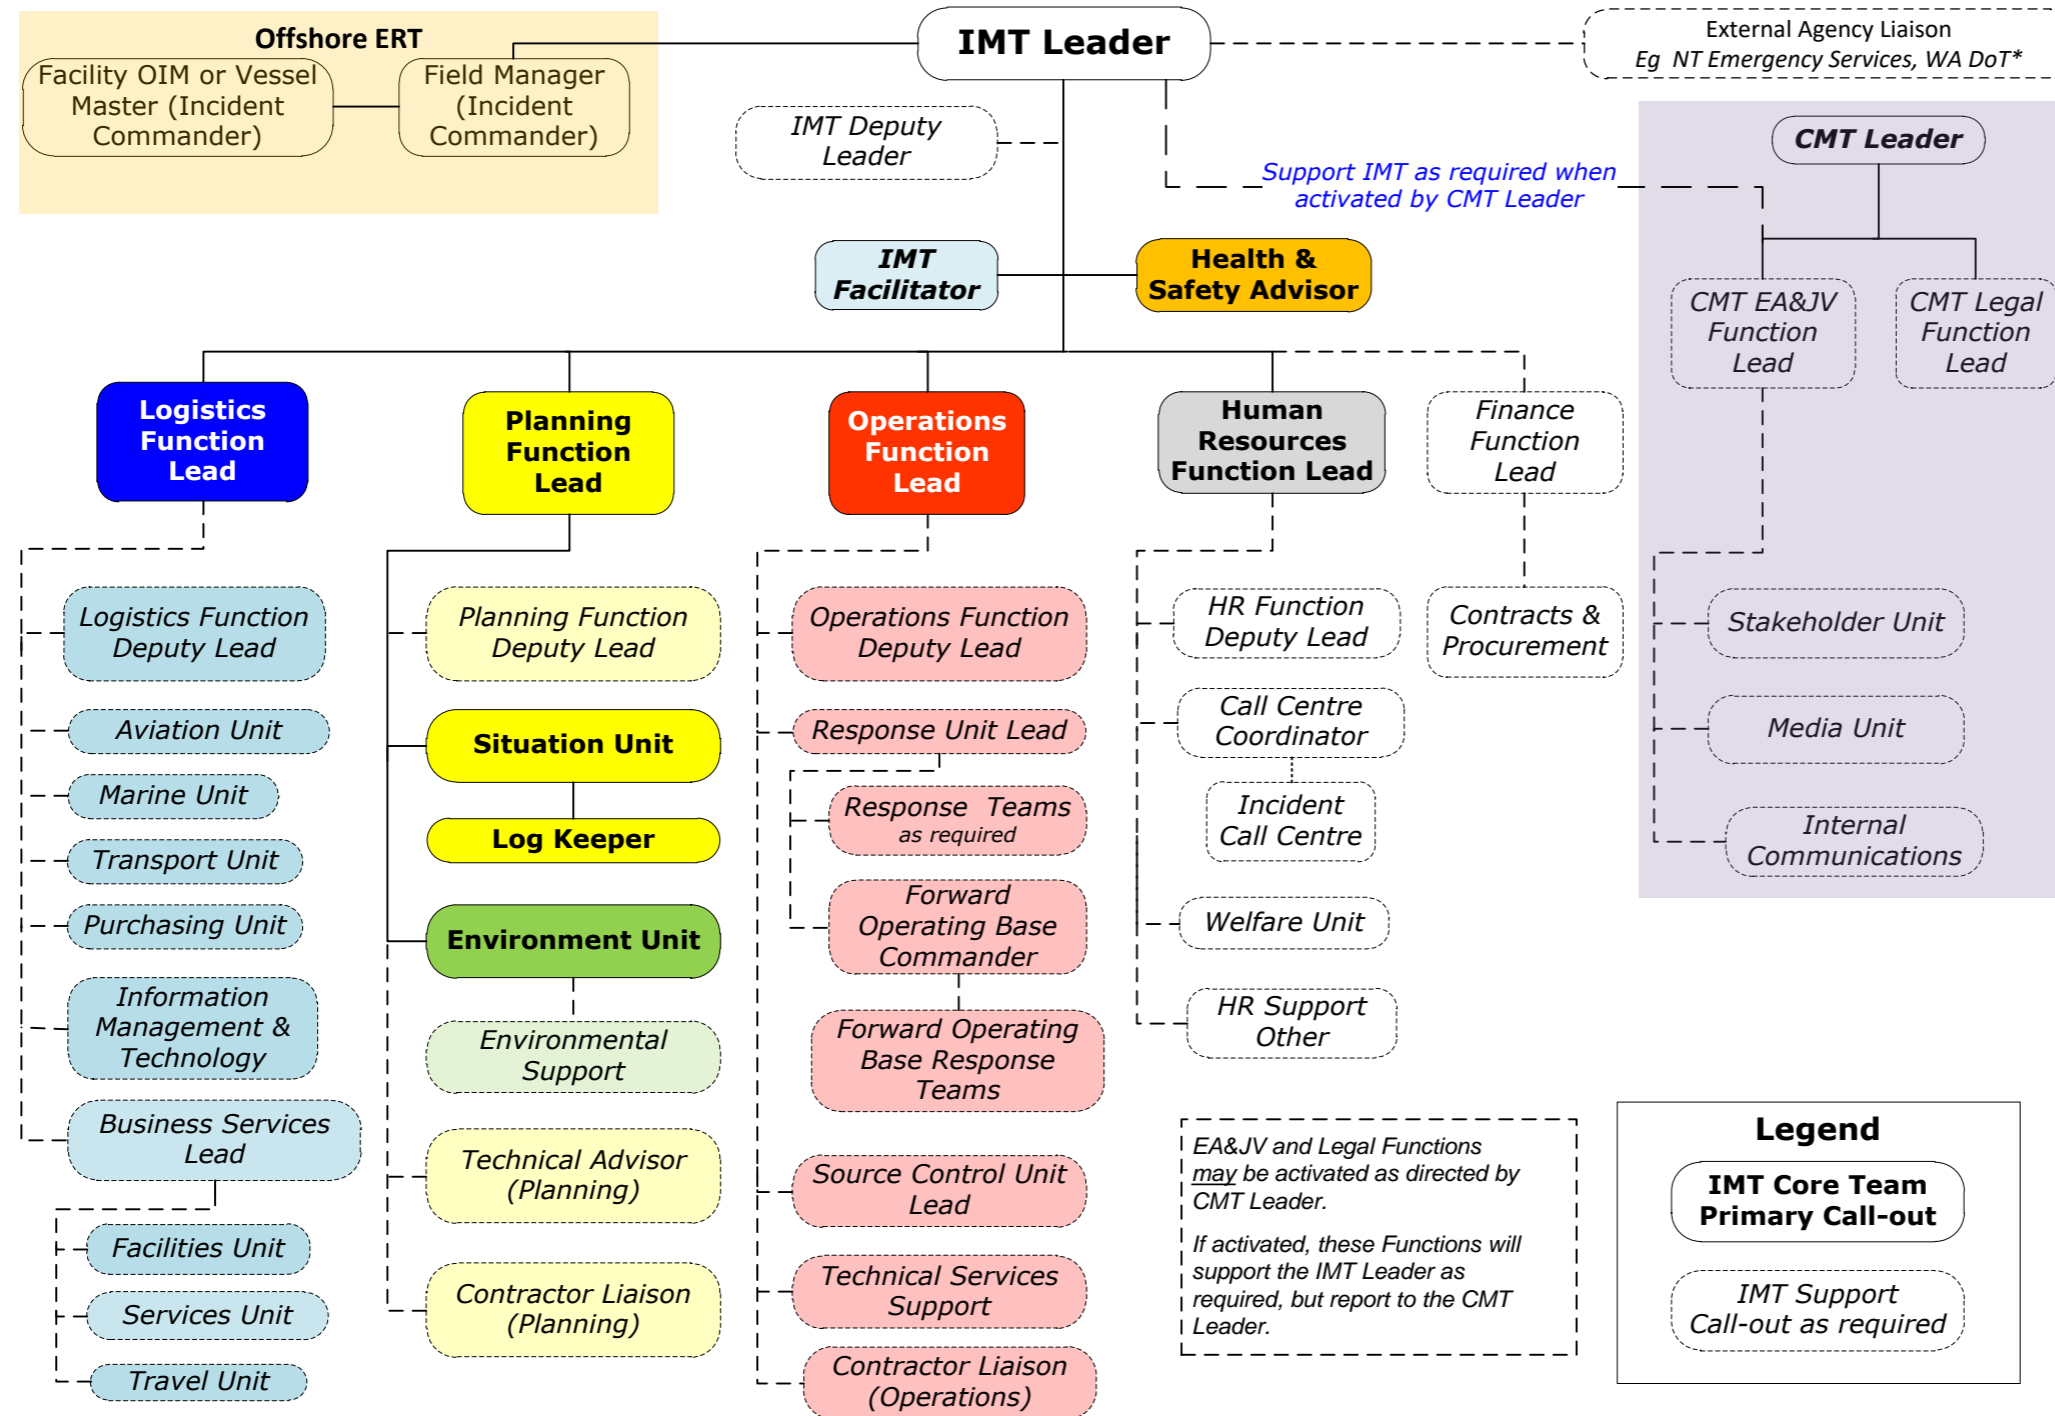 Offshore ERT
Facility OIM or Vessel
Master (Incident
Commander)
Field Manager
(Incident
Commander)
IMT Leader
External Agency Liaison
Eg NT Emergency Services, WA DoT*
IMT Deputy
Leader
Support IMT as required when
activated by CMT Leader
CMT Leader
IMT
Facilitator
Health &
Safety Advisor
CMT EA&JV
Function
Lead
CMT Legal
Function
Lead
Logistics
Function
Lead
Planning
Function
Lead
Operations
Function
Lead
Human
Resources
Function Lead
Finance
Function
Lead
Logistics Function
Deputy Lead
Aviation Unit
Marine Unit
Transport Unit
Purchasing Unit
Information
Management &
Technology
Business Services
Lead
Facilities Unit
Services Unit
Travel Unit
Planning Function
Deputy Lead
Situation Unit
Log Keeper
Environment Unit
Environmental
Support
Technical Advisor
(Planning)
Contractor Liaison
(Planning)
Operations Function
Deputy Lead
Response Unit Lead
Response Teams
as required
Forward
Operating Base
Commander
Forward Operating
Base Response
Teams
Source Control Unit
Lead
Technical Services
Support
Contractor Liaison
(Operations)
HR Function
Deputy Lead
Call Centre
Coordinator
Incident
Call Centre
Welfare Unit
HR Support
Other
Contracts &
Procurement
Stakeholder Unit
Media Unit
Internal
Communications
EA&JV and Legal Functions
may be activated as directed by
CMT Leader.
If activated, these Functions will
support the IMT Leader as
required, but report to the CMT
Leader.
Legend
IMT Core Team
Primary Call-out
IMT Support
Call-out as required